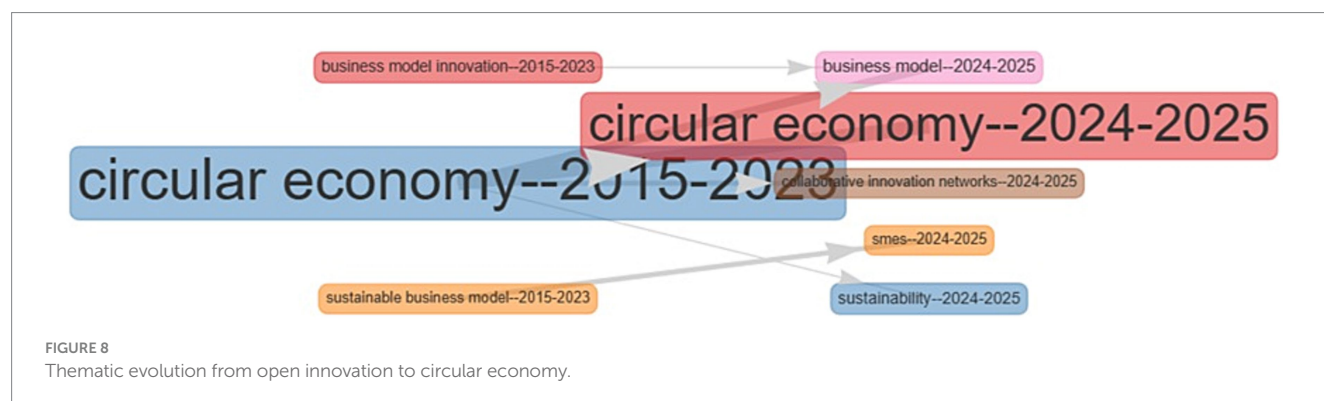 business model innovation--2015-2023
business model--2024-2025
circular economy--2024-2025
circular economy--2015-2023
collaborative innovation networks--2024-2025
smes--2024-2025
sustainable business model--2015-2023
sustainability--2024-2025
FIGURE 8
Thematic evolution from open innovation to circular economy.